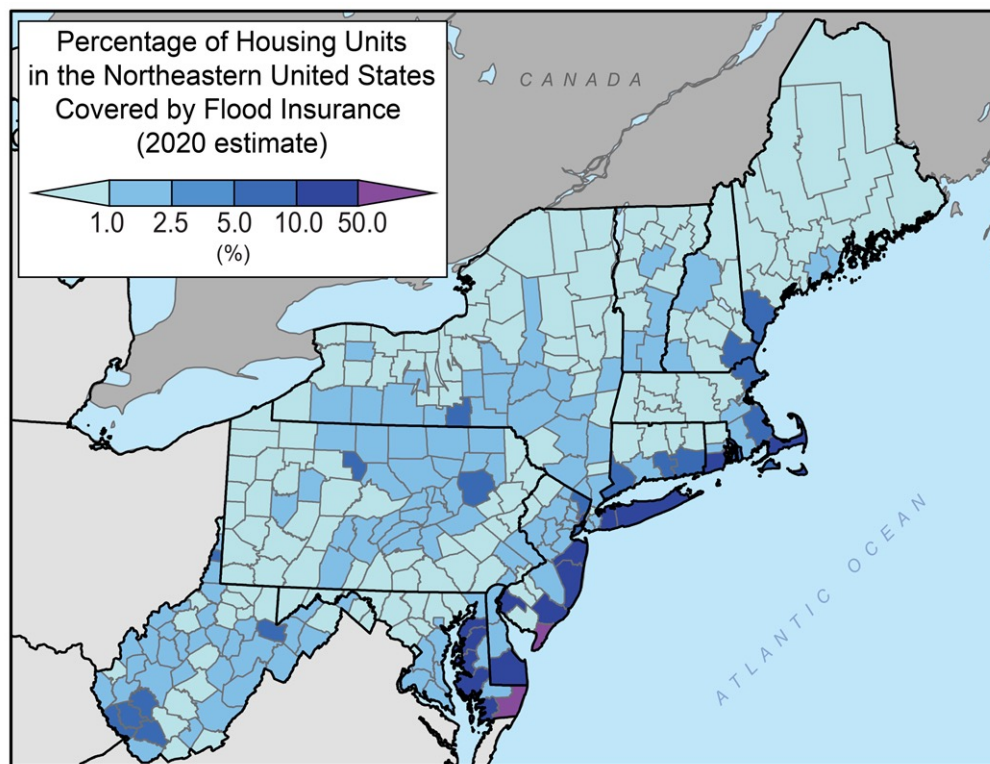 Percentage of Housing Units
in the Northeastern United States
Covered by Flood Insurance
(2020 estimate)
1.0 2.5 5.0 10.0 50.0
(%)
CANADA
ATLANTIC OCEAN